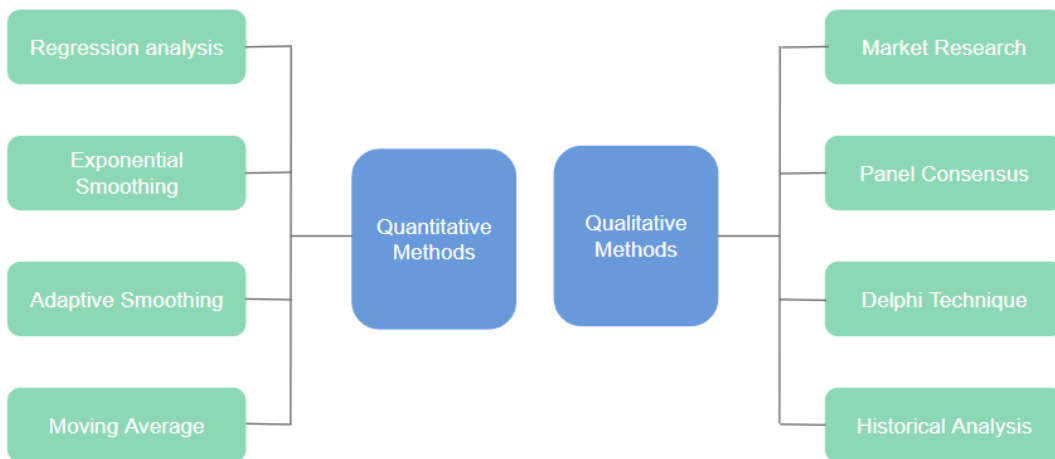 Regression analysis
Exponential
Smoothing
Adaptive Smoothing
Moving Average
Quantitative
Methods
Qualitative
Methods
Market Research
Panel Consensus
Delphi Technique
Historical Analysis